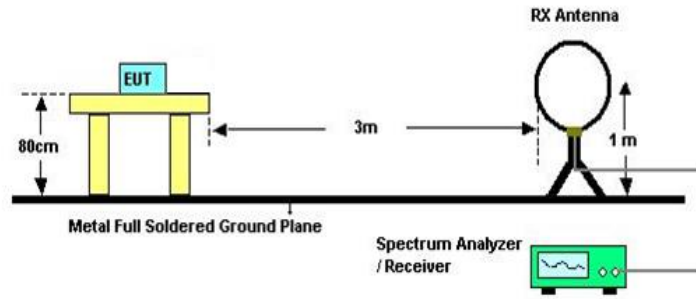 RX Antenna
EUT
3m
80cm
1 m
Metal Full Soldered Ground Plane
Spectrum Analyzer
/ Receiver